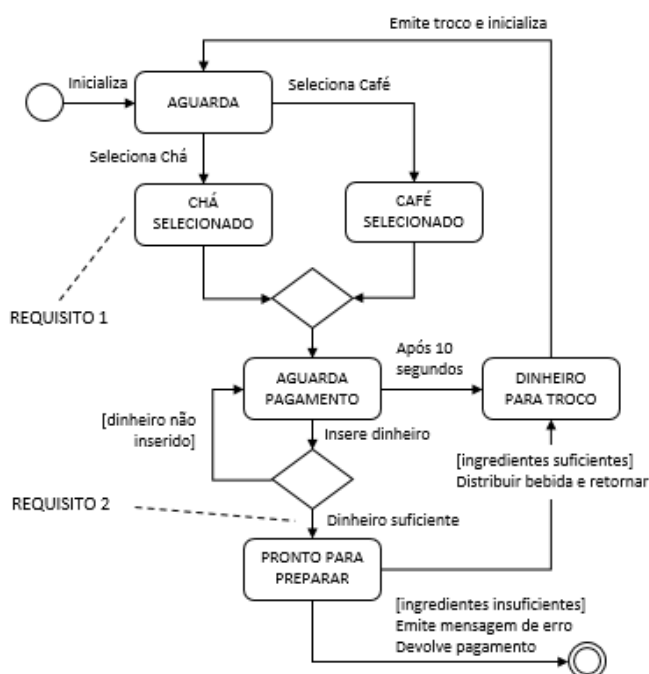 Emite troco e inicializa
Inicializa
AGUARDA
Seleciona Café
Seleciona Chá
CHÁ
SELECIONADO
CAFÉ
SELECIONADO
REQUISITO 1
AGUARDA
PAGAMENTO
Após 10
segundos
DINHEIRO
PARA TROCO
[dinheiro não
inserido]
Insere dinheiro
[ingredientes suficientes]
Distribuir bebida e retornar
REQUISITO 2
Dinheiro suficiente
PRONTO PARA
PREPARAR
[ingredientes insuficientes]
Emite mensagem de erro
Devolve pagamento